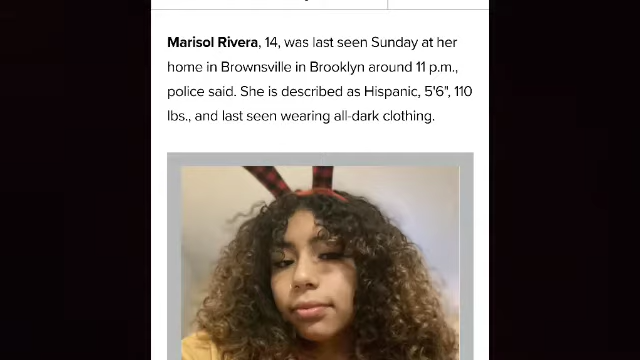 Marisol Rivera, 14, was last seen Sunday at her
home in Brownsville in Brooklyn around 11 p.m.,
police said. She is described as Hispanic, 5'6", 110
lbs., and last seen wearing all-dark clothing.